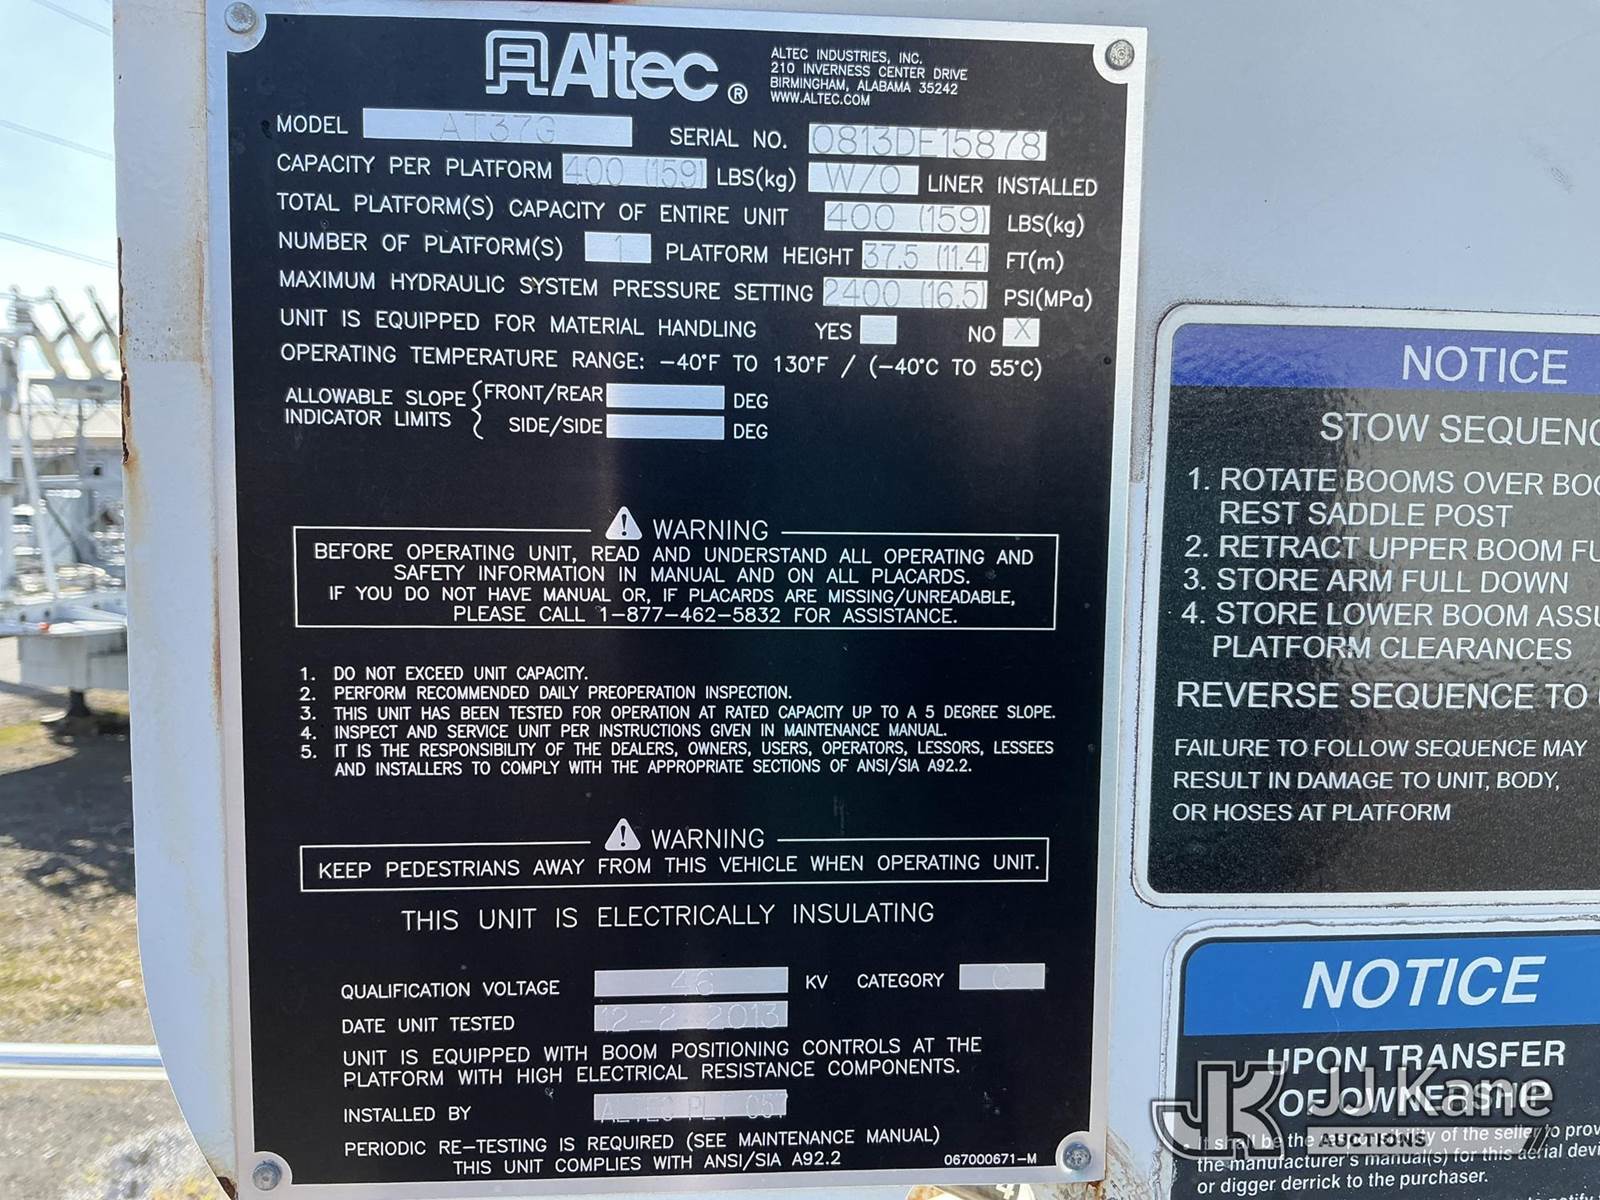 Altec®
ALTEC INDUSTRIES, INC.
210 INVERNESS CENTER DRIVE
BIRMINGHAM, ALABAMA 35242
WWW.ALTEC.COM
MODEL AT37G SERIAL NO. 0813DE15878
CAPACITY PER PLATFORM 400 (159) LBS(kg) W/O LINER INSTALLED
TOTAL PLATFORM(S) CAPACITY OF ENTIRE UNIT 400 (159) LBS(kg)
NUMBER OF PLATFORM(S) 1 PLATFORM HEIGHT 37.5 (11.4) FT(m)
MAXIMUM HYDRAULIC SYSTEM PRESSURE SETTING 2400 (16.5) PSI(MPa)
UNIT IS EQUIPPED FOR MATERIAL HANDLING YES NO X
OPERATING TEMPERATURE RANGE: -40°F TO 130°F / (-40°C TO 55°C)
ALLOWABLE SLOPE INDICATOR LIMITS
FRONT/REAR DEG
SIDE/SIDE DEG
WARNING
BEFORE OPERATING UNIT, READ AND UNDERSTAND ALL OPERATING AND
SAFETY INFORMATION IN MANUAL AND ON ALL PLACARDS.
IF YOU DO NOT HAVE MANUAL OR, IF PLACARDS ARE MISSING/UNREADABLE,
PLEASE CALL 1-877-462-5832 FOR ASSISTANCE.
1. DO NOT EXCEED UNIT CAPACITY.
2. PERFORM RECOMMENDED DAILY PREOPERATION INSPECTION.
3. THIS UNIT HAS BEEN TESTED FOR OPERATION AT RATED CAPACITY UP TO A 5 DEGREE SLOPE.
4. INSPECT AND SERVICE UNIT PER INSTRUCTIONS GIVEN IN MAINTENANCE MANUAL.
5. IT IS THE RESPONSIBILITY OF THE DEALERS, OWNERS, USERS, OPERATORS, LESSORS, LESSEES
AND INSTALLERS TO COMPLY WITH THE APPROPRIATE SECTIONS OF ANSI/SIA A92.2.
WARNING
KEEP PEDESTRIANS AWAY FROM THIS VEHICLE WHEN OPERATING UNIT.
THIS UNIT IS ELECTRICALLY INSULATING
QUALIFICATION VOLTAGE 46 KV CATEGORY C
DATE UNIT TESTED 2013
UNIT IS EQUIPPED WITH BOOM POSITIONING CONTROLS AT THE
PLATFORM WITH HIGH ELECTRICAL RESISTANCE COMPONENTS.
INSTALLED BY ALTEC PLT C57
PERIODIC RE-TESTING IS REQUIRED (SEE MAINTENANCE MANUAL)
THIS UNIT COMPLIES WITH ANSI/SIA A92.2 067000671-M
NOTICE
STOW
1. ROTATE BOOMS OVER
REST SADDLE POST
2. RETRACT UPPER BOOM
3. STORE ARM FULL DOWN
4. STORE LOWER BOOM
PLATFORM CLEARANCES
REVERSE SEQUENCE TO
FAILURE TO FOLLOW SEQUENCE MAY
RESULT IN DAMAGE TO UNIT, BODY,
OR HOSES AT PLATFORM
NOTICE
UPON TRANSFER
OF OWNERSHIP
- It shall be the responsibility of the seller to
the manufacturer's manual(s) for this aerial
or digger derrick to the purchaser.
JJ Kane
AUCTIONS